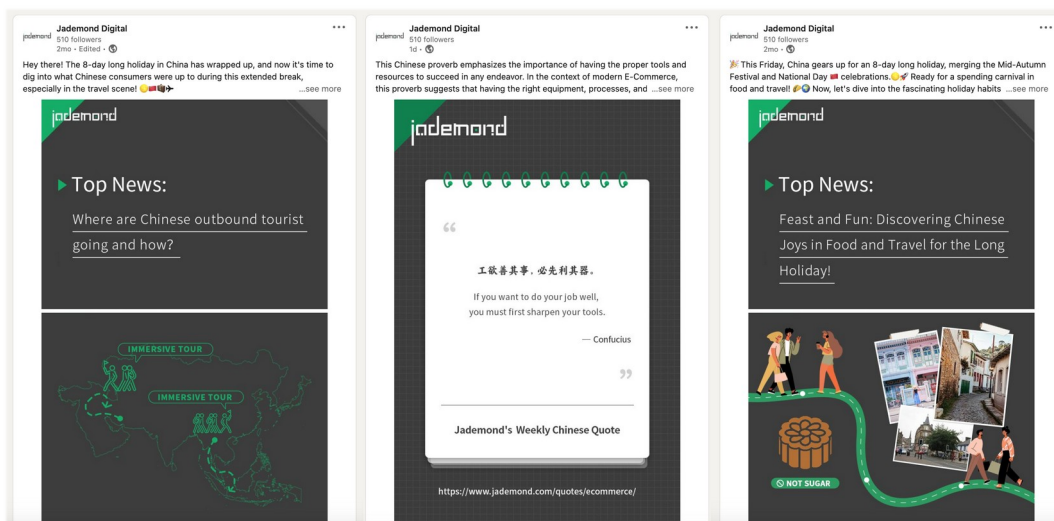 jademond
Jademond Digital
510 followers
2mo • Edited •
Hey there! The 8-day long holiday in China has wrapped up, and now it's time to
dig into what Chinese consumers were up to during this extended break,
especially in the travel scene! 🌕🇨🇳🧳✈ ...see more
jademond
Top News:
Where are Chinese outbound tourist
going and how?
IMMERSIVE TOUR
IMMERSIVE TOUR
jademond
Jademond Digital
510 followers
1d •
This Chinese proverb emphasizes the importance of having the proper tools and
resources to succeed in any endeavor. In the context of modern E-Commerce,
this proverb suggests that having the right equipment, processes, and ...see more
jademond
“
工欲善其事，必先利其器。
If you want to do your job well,
you must first sharpen your tools.
— Confucius
”
Jademond's Weekly Chinese Quote
https://www.jademond.com/quotes/ecommerce/
jademond
Jademond Digital
510 followers
2mo •
🎉 This Friday, China gears up for an 8-day long holiday, merging the Mid-Autumn
Festival and National Day 🇨🇳 celebrations.🌕🚀 Ready for a spending carnival in
food and travel! 🥟🌍 Now, let's dive into the fascinating holiday habits ...see more
jademond
Top News:
Feast and Fun: Discovering Chinese
Joys in Food and Travel for the Long
Holiday!
NOT SUGAR